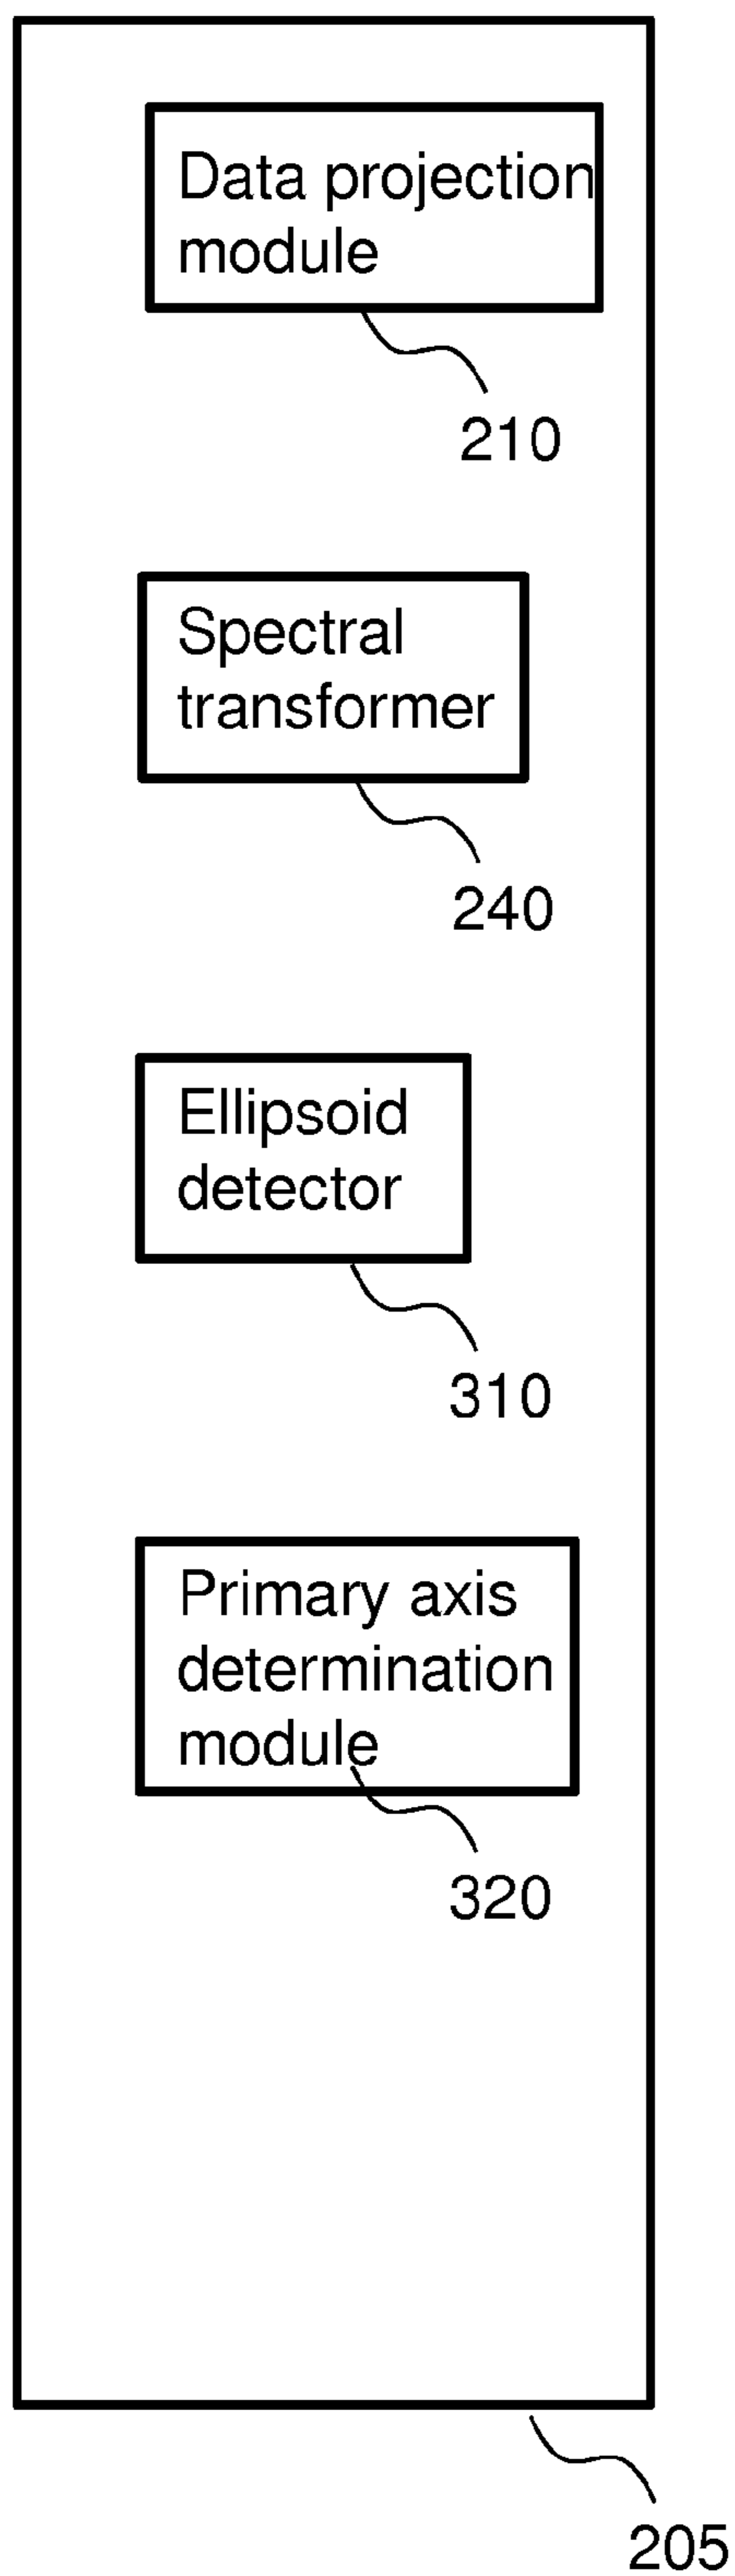 Data projection
module
210
Spectral
transformer
240
Ellipsoid
detector
310
Primary axis
determination
module
320
205